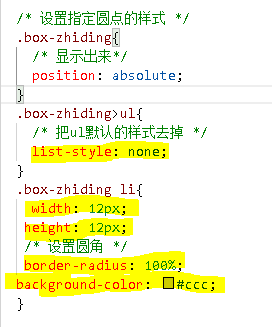 /* 设置指定圆点的样式 */
.box-zhiding{
/* 显示出来*/
position: absolute;
}
.box-zhiding>ul{
/* 把ul默认的样式去掉 */
list-style: none;
}
.box-zhiding li{
width: 12px;
height: 12px;
/* 设置圆角 */
border-radius: 100%;
background-color: #ccc;
}